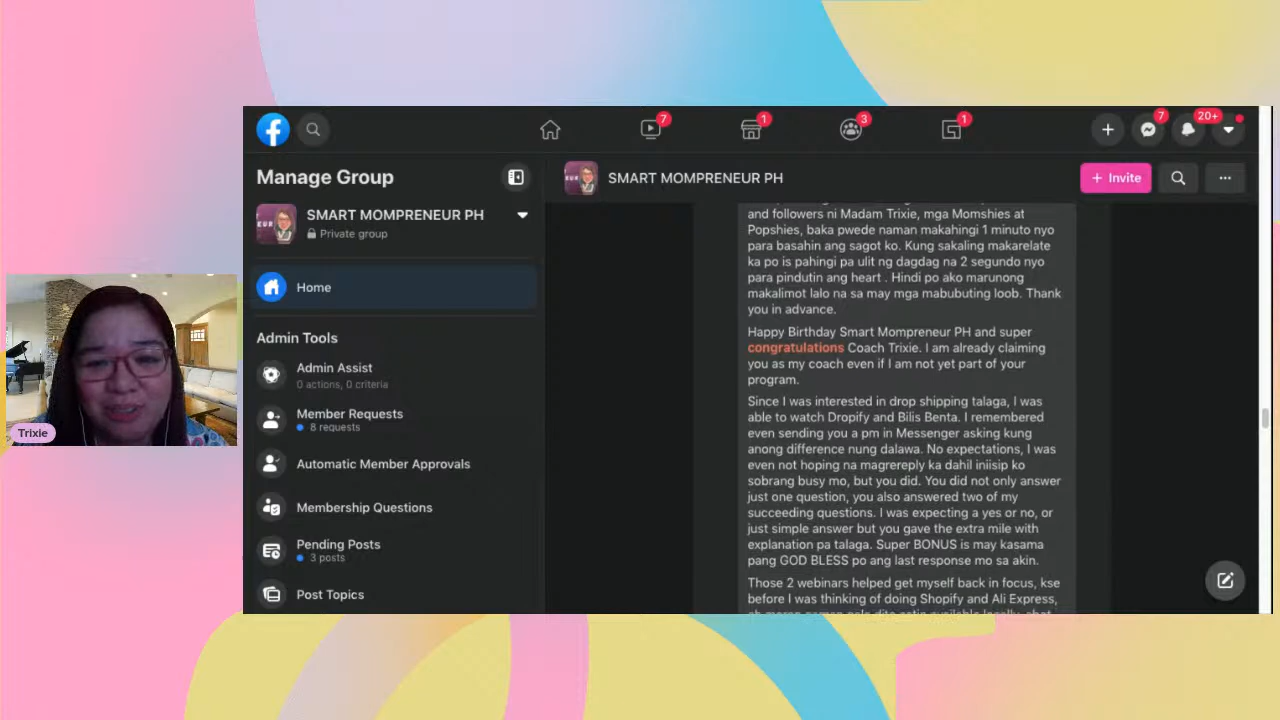 7
1
3
1
7
20+
Manage Group
SMART MOMPRENEUR PH
Private group
Home
Admin Tools
Admin Assist
0 actions, 0 criteria
Member Requests
8 requests
Automatic Member Approvals
Membership Questions
Pending Posts
3 posts
Post Topics
SMART MOMPRENEUR PH
+ Invite
and followers ni Madam Trixie, mga Momshies at
Popshies, baka pwede naman makahingi 1 minuto nyo
para basahin ang sagot ko. Kung sakaling makarelate
ka po is pahingi pa ulit ng dagdag na 2 segundo nyo
para pindutin ang heart . Hindi po ako marunong
makalimot lalo na sa may mga mabubuting loob. Thank
you in advance.
Happy Birthday Smart Mompreneur PH and super
congratulations Coach Trixie. I am already claiming
you as my coach even if I am not yet part of your
program.
Since I was interested in drop shipping talaga, I was
able to watch Dropify and Bilis Benta. I remembered
even sending you a pm in Messenger asking kung
anong difference nung dalawa. No expectations, I was
even not hoping na magrereply ka dahil iniisip ko
sobrang busy mo, but you did. You did not only answer
just one question, you also answered two of my
succeeding questions. I was expecting a yes or no, or
just simple answer but you gave the extra mile with
explanation pa talaga. Super BONUS is may kasama
pang GOD BLESS po ang last response mo sa akin.
Those 2 webinars helped get myself back in focus, kse
before I was thinking of doing Shopify and Ali Express,
Trixie